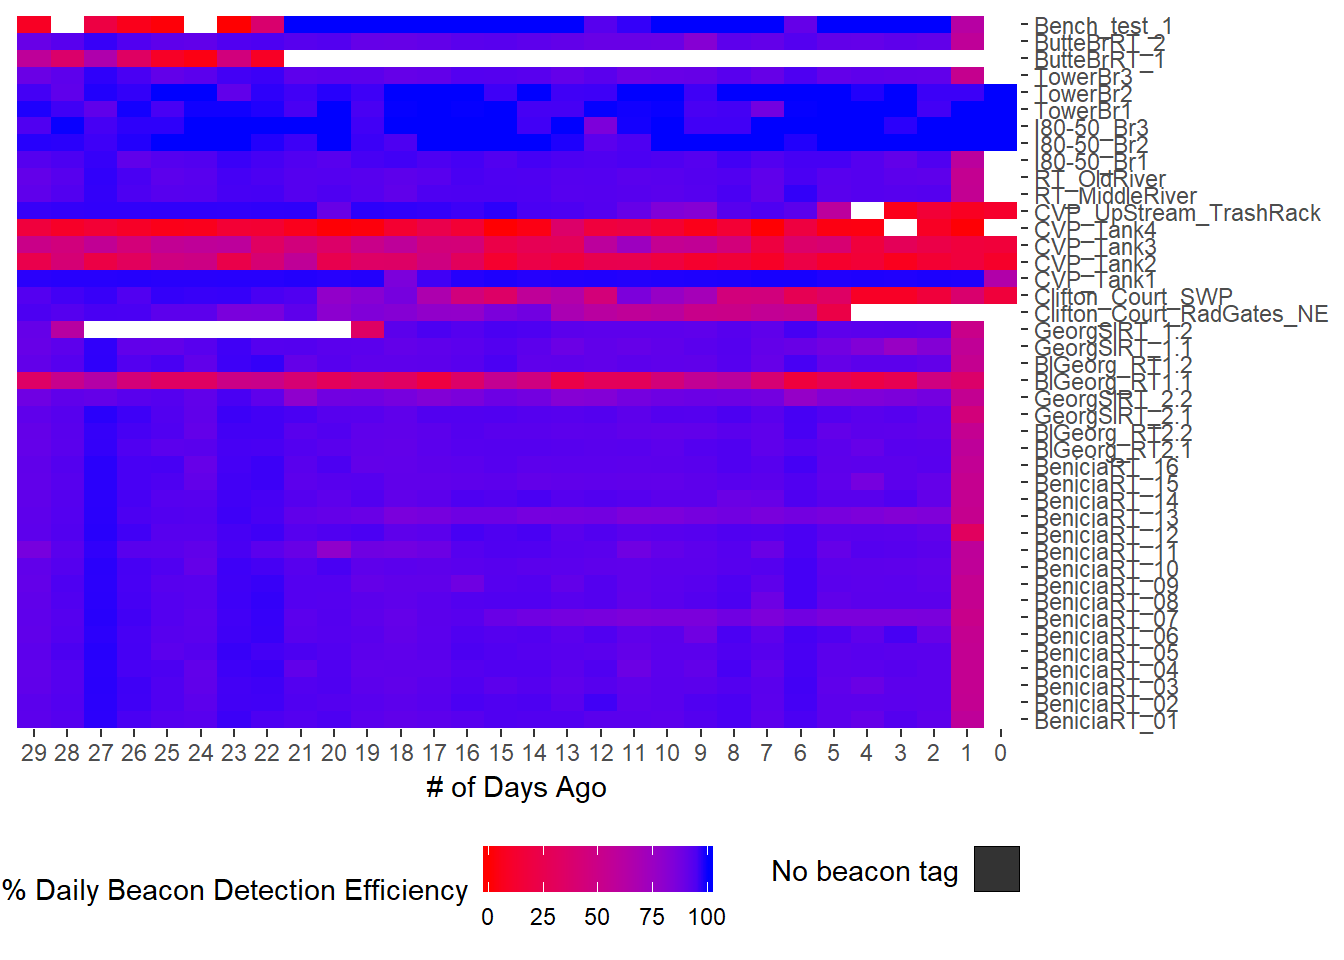 Bench_test_1
ButteBrRT_2
ButteBrRT_1
TowerBr3
TowerBr2
TowerBr1
I80-50_Br3
I80-50_Br2
I80-50_Br1
RT_OldRiver
RT_MiddleRiver
CVP_UpStream_TrashRack
CVP_Tank4
CVP_Tank3
CVP_Tank2
CVP_Tank1
Clifton_Court_SWP
Clifton_Court_RadGates_NE
GeorgSlRT_1.2
GeorgSlRT_1.1
BlGeorg_RT1.2
BlGeorg_RT1.1
GeorgSlRT_2.2
GeorgSlRT_2.1
BlGeorg_RT2.2
BlGeorg_RT2.1
BeniciaRT_16
BeniciaRT_15
BeniciaRT_14
BeniciaRT_13
BeniciaRT_12
BeniciaRT_11
BeniciaRT_10
BeniciaRT_09
BeniciaRT_08
BeniciaRT_07
BeniciaRT_06
BeniciaRT_05
BeniciaRT_04
BeniciaRT_03
BeniciaRT_02
BeniciaRT_01
29 28 27 26 25 24 23 22 21 20 19 18 17 16 15 14 13 12 11 10 9 8 7 6 5 4 3 2 1 0
# of Days Ago
% Daily Beacon Detection Efficiency
0 25 50 75 100
No beacon tag